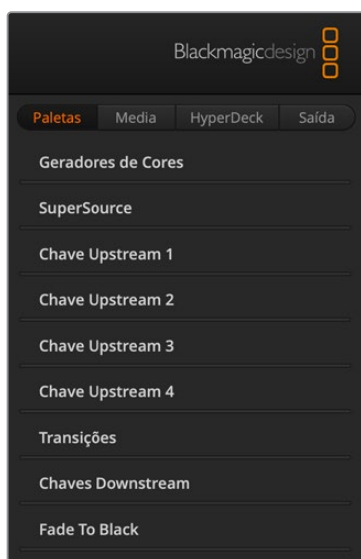 Blackmagicdesign
Paletas Media HyperDeck Saída
Geradores de Cores
SuperSource
Chave Upstream 1
Chave Upstream 2
Chave Upstream 3
Chave Upstream 4
Transições
Chaves Downstream
Fade To Black